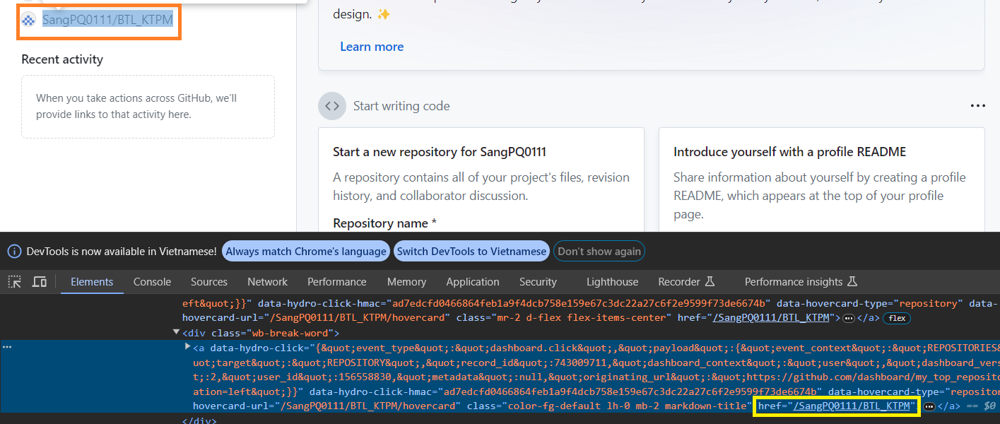 design. ✨
SangPQ0111/BTL_KTPM
Learn more
Recent activity
When you take actions across GitHub, we’ll
provide links to that activity here.
Start writing code
Start a new repository for SangPQ0111
A repository contains all of your project's files, revision
history, and collaborator discussion.
Repository name *
Introduce yourself with a profile README
Share information about yourself by creating a profile
README, which appears at the top of your profile
page.
DevTools is now available in Vietnamese! Always match Chrome's language Switch DevTools to Vietnamese Don't show again
Elements Console Sources Network Performance Memory Application Security Lighthouse Recorder Performance insights
eft&quot;}}" data-hydro-click-hmac="ad7edcfd0466864feb1a9f4dcb758e159e67c3dc22a27c6f2e9599f73de6674b" data-hovercard-type="repository" data-
hovercard-url="/SangPQ0111/BTL_KTPM/hovercard" class="mr-2 d-flex flex-items-center" href="/SangPQ0111/BTL_KTPM">…</a> flex
<div class="wb-break-word">
<a data-hydro-click="{&quot;event_type&quot;:&quot;dashboard.click&quot;,&quot;payload&quot;:{&quot;event_context&quot;:&quot;REPOSITORIES&
uot;target&quot;:&quot;REPOSITORY&quot;,&quot;record_id&quot;:743009711,&quot;dashboard_context&quot;:&quot;user&quot;,&quot;dashboard_vers
t;:2,&quot;user_id&quot;:156558830,&quot;metadata&quot;:null,&quot;originating_url&quot;:&quot;https://github.com/dashboard/my_top_reposito
ation=left&quot;}}" data-hydro-click-hmac="ad7edcfd0466864feb1a9f4dcb758e159e67c3dc22a27c6f2e9599f73de6674b" data-hovercard-type="repositor
hovercard-url="/SangPQ0111/BTL_KTPM/hovercard" class="color-fg-default lh-0 mb-2 markdown-title" href="/SangPQ0111/BTL_KTPM">…</a> == $0
</div>